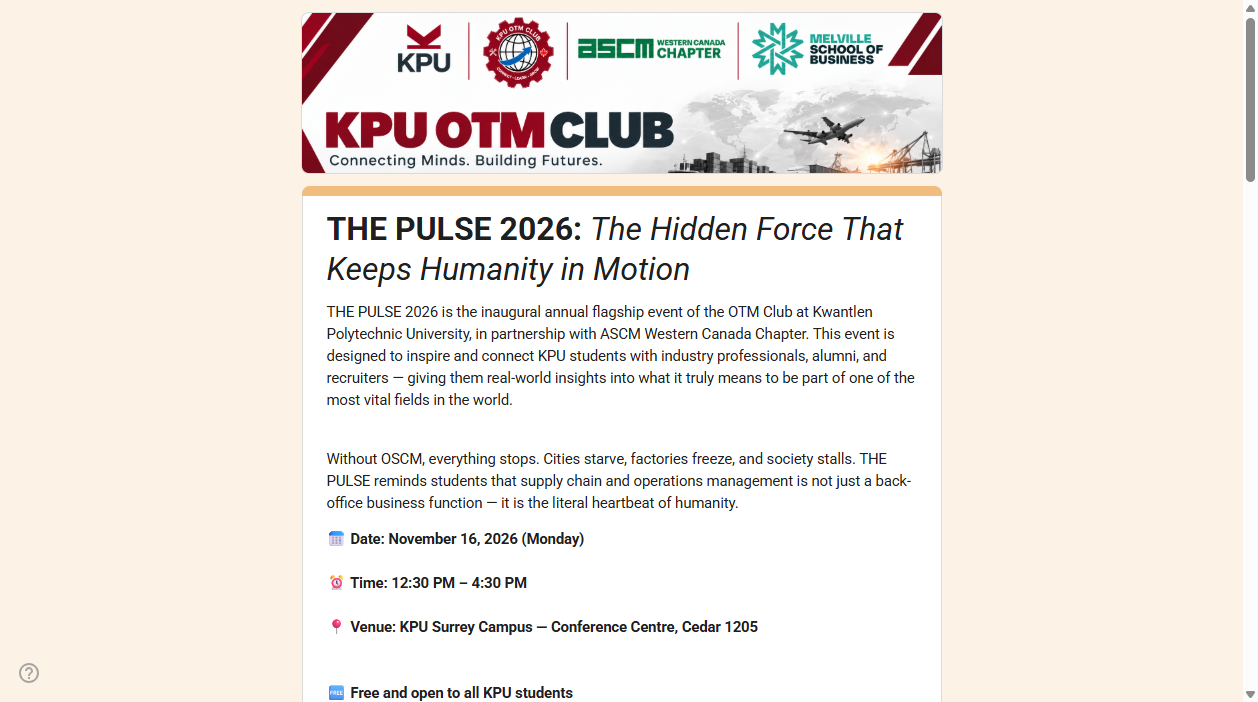 KPU
KPU OTM CLUB
CONNECT • LEARN • GROW
ascm WESTERN CANADA
CHAPTER
MELVILLE
SCHOOL OF
BUSINESS
KPU OTM CLUB
Connecting Minds. Building Futures.
THE PULSE 2026: The Hidden Force That
Keeps Humanity in Motion
THE PULSE 2026 is the inaugural annual flagship event of the OTM Club at Kwantlen
Polytechnic University, in partnership with ASCM Western Canada Chapter. This event is
designed to inspire and connect KPU students with industry professionals, alumni, and
recruiters — giving them real-world insights into what it truly means to be part of one of the
most vital fields in the world.
Without OSCM, everything stops. Cities starve, factories freeze, and society stalls. THE
PULSE reminds students that supply chain and operations management is not just a back-
office business function — it is the literal heartbeat of humanity.
Date: November 16, 2026 (Monday)
Time: 12:30 PM – 4:30 PM
Venue: KPU Surrey Campus — Conference Centre, Cedar 1205
FREE Free and open to all KPU students